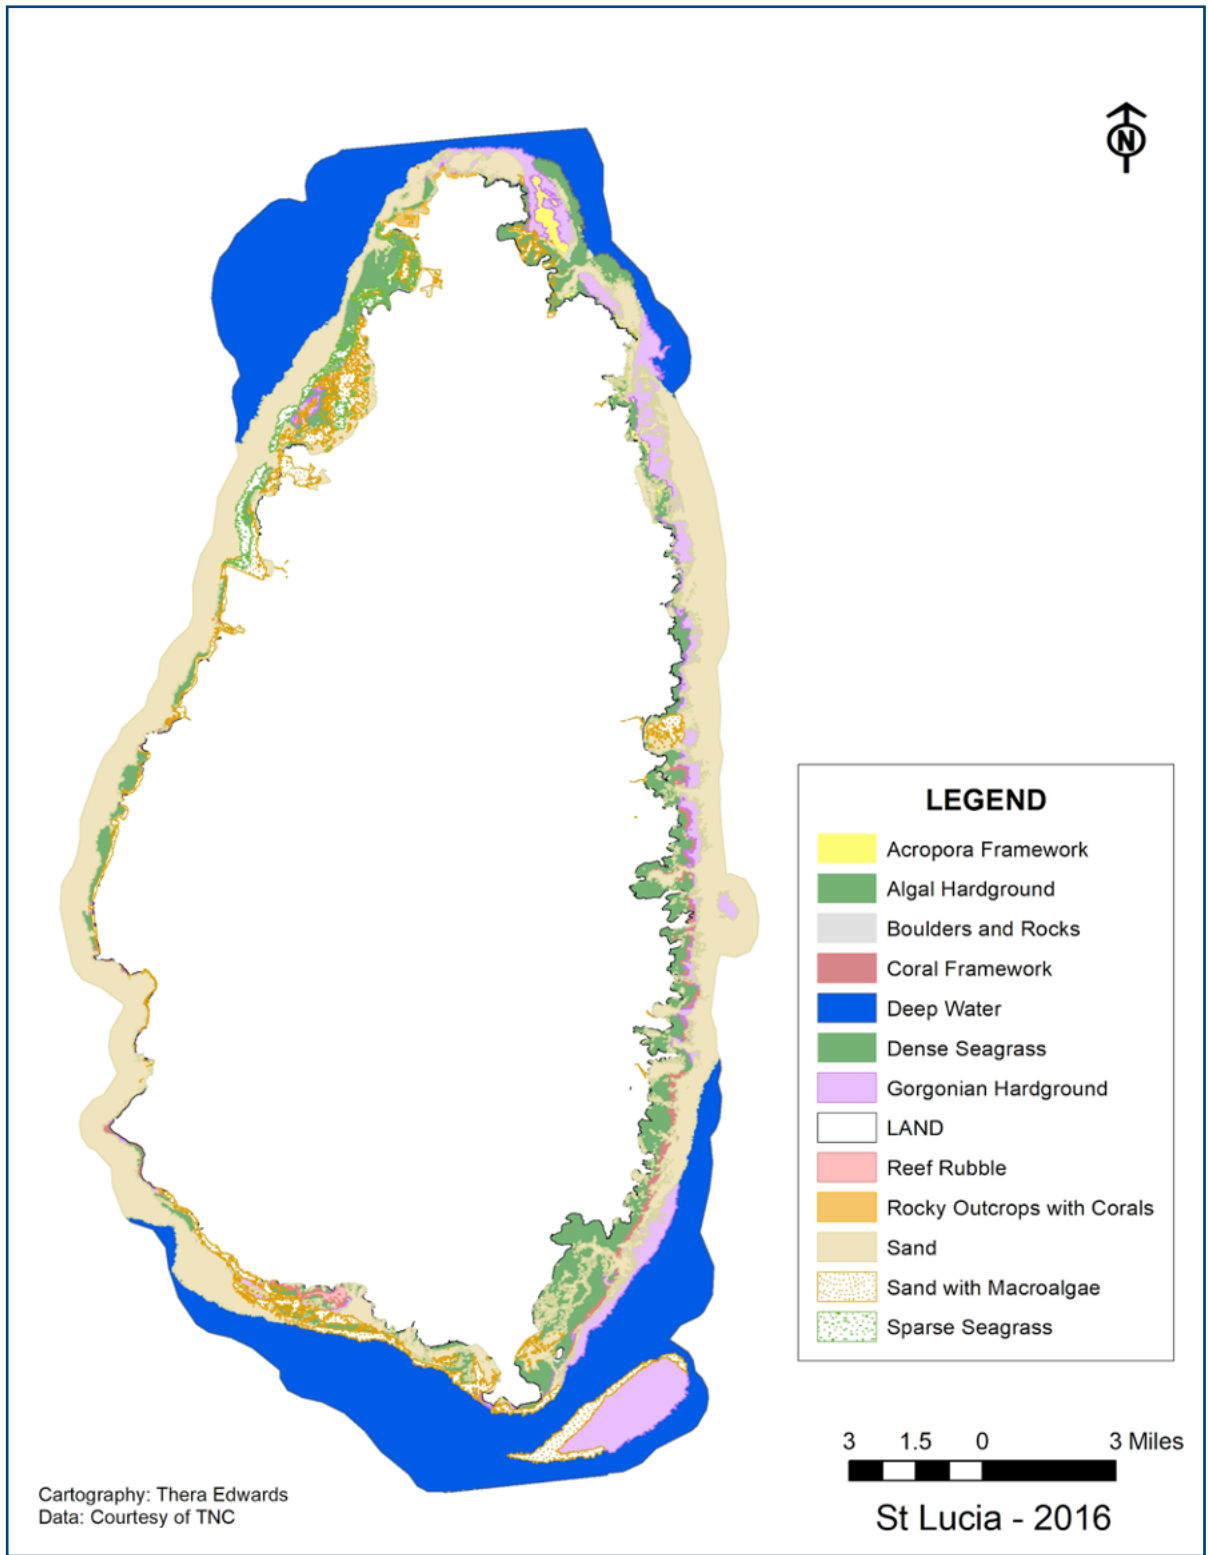 N
LEGEND
Acropora Framework
Algal Hardground
Boulders and Rocks
Coral Framework
Deep Water
Dense Seagrass
Gorgonian Hardground
LAND
Reef Rubble
Rocky Outcrops with Corals
Sand
Sand with Macroalgae
Sparse Seagrass
3 1.5 0 3 Miles
St Lucia - 2016
Cartography: Thera Edwards
Data: Courtesy of TNC